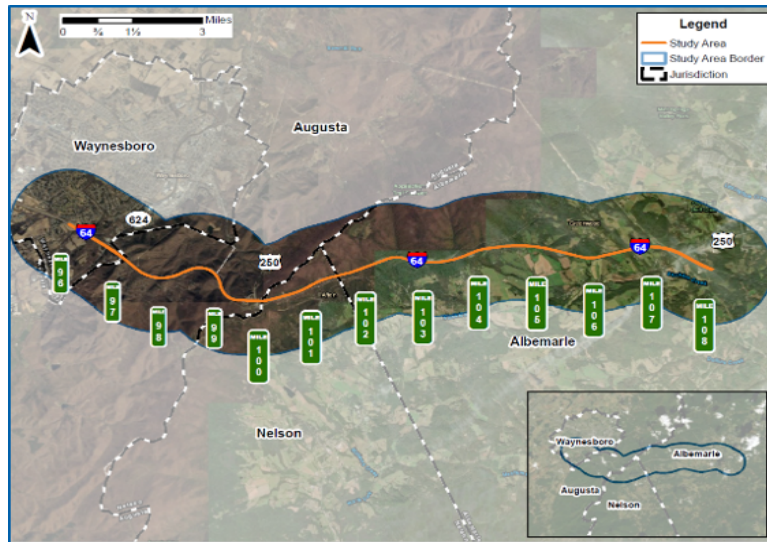 N
Miles
0 ¾ 1½ 3
Legend
Study Area
Study Area Border
Jurisdiction
Augusta
Waynesboro
624
64
250
64
64
250
MILE 96
MILE 97
MILE 98
MILE 99
MILE 100
MILE 101
MILE 102
MILE 103
MILE 104
MILE 105
MILE 106
MILE 107
MILE 108
Albemarle
Nelson
Waynesboro
Albemarle
Augusta
Nelson